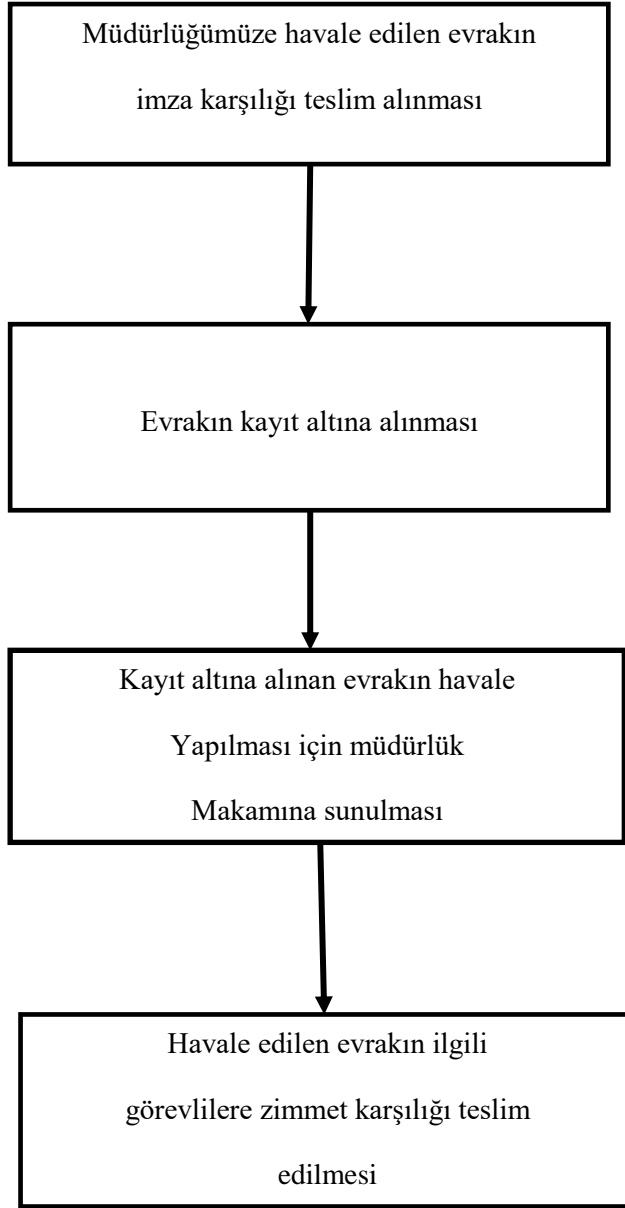 Müdürlüğümüze havale edilen evrakın
imza karşılığı teslim alınması
Evrakın kayıt altına alınması
Kayıt altına alınan evrakın havale
Yapılması için müdürlük
Makamına sunulması
Havale edilen evrakın ilgili
görevlilere zimmet karşılığı teslim
edilmesi